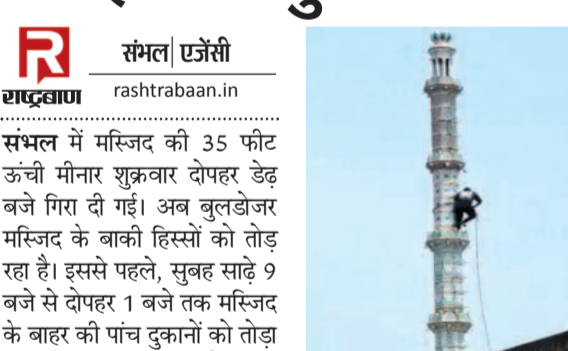 राष्ट्रबाण
संभल| एजेंसी
rashtrabaan.in
संभल में मस्जिद की 35 फीट
ऊंची मीनार शुक्रवार दोपहर डेढ़
बजे गिरा दी गई। अब बुलडोजर
मस्जिद के बाकी हिस्सों को तोड़
रहा है। इससे पहले, सुबह साढ़े 9
बजे से दोपहर 1 बजे तक मस्जिद
के बाहर की पांच दुकानों को तोड़ा